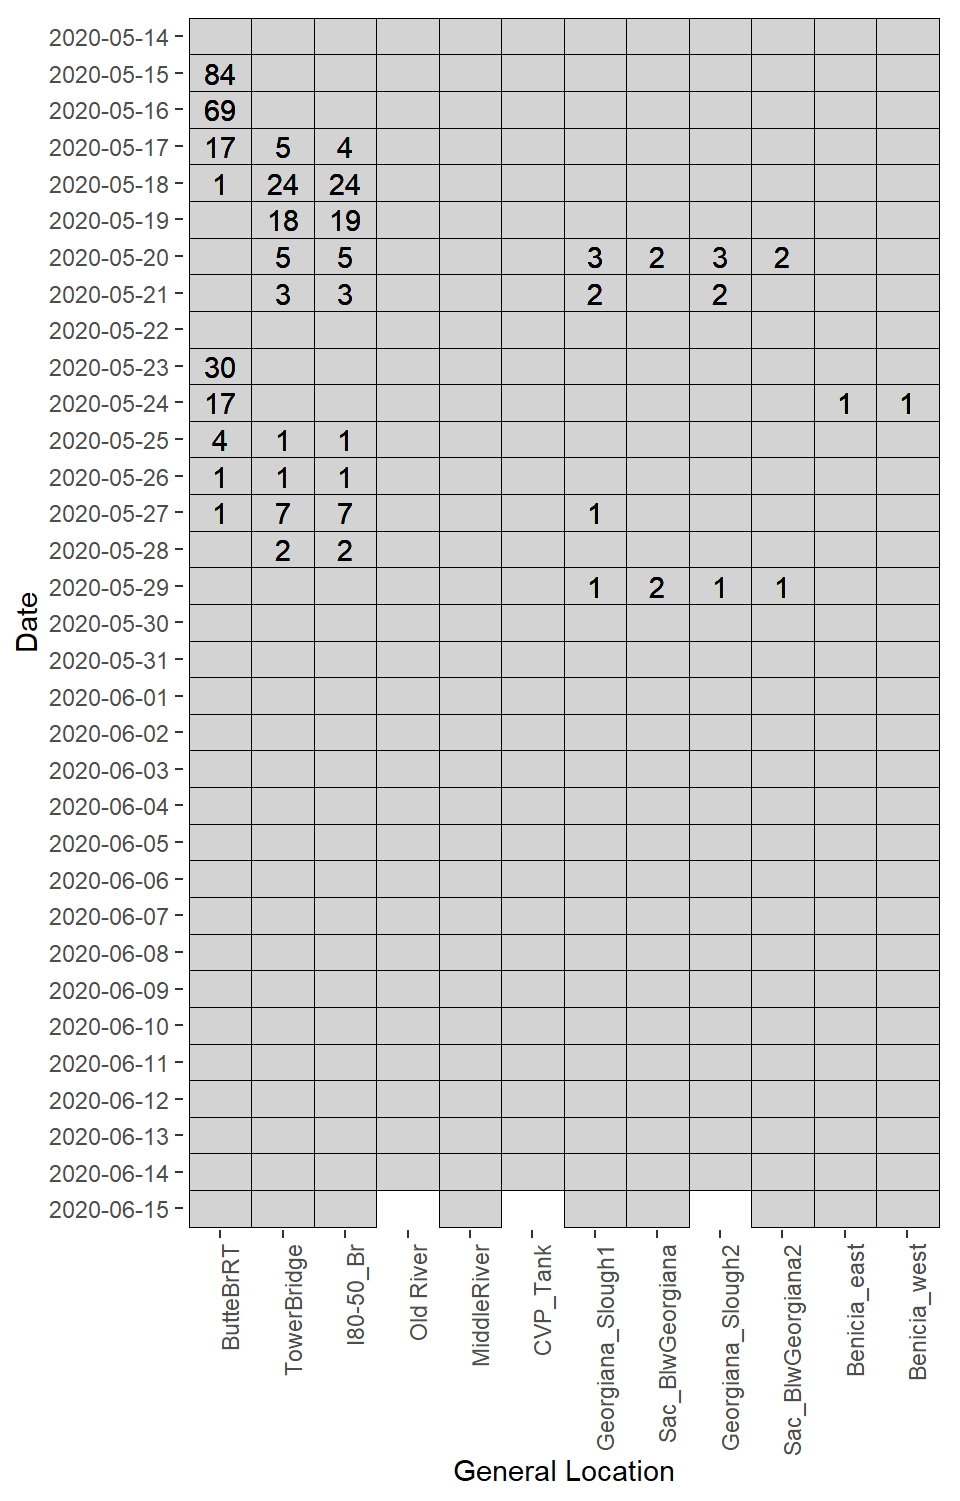 2020-05-14
2020-05-15 84
2020-05-16 69
2020-05-17 17 5 4
2020-05-18 1 24 24
2020-05-19 18 19
2020-05-20 5 5 3 2 3 2
2020-05-21 3 3 2 2
2020-05-22
2020-05-23 30
2020-05-24 17 1 1
2020-05-25 4 1 1
2020-05-26 1 1 1
2020-05-27 1 7 7 1
2020-05-28 2 2
2020-05-29 1 2 1 1
2020-05-30
2020-05-31
2020-06-01
2020-06-02
2020-06-03
2020-06-04
2020-06-05
2020-06-06
2020-06-07
2020-06-08
2020-06-09
2020-06-10
2020-06-11
2020-06-12
2020-06-13
2020-06-14
2020-06-15
Date
ButteBrRT
TowerBridge
I80-50_Br
Old River
MiddleRiver
CVP_Tank
Georgiana_Slough1
Sac_BlwGeorgiana
Georgiana_Slough2
Sac_BlwGeorgiana2
Benicia_east
Benicia_west
General Location